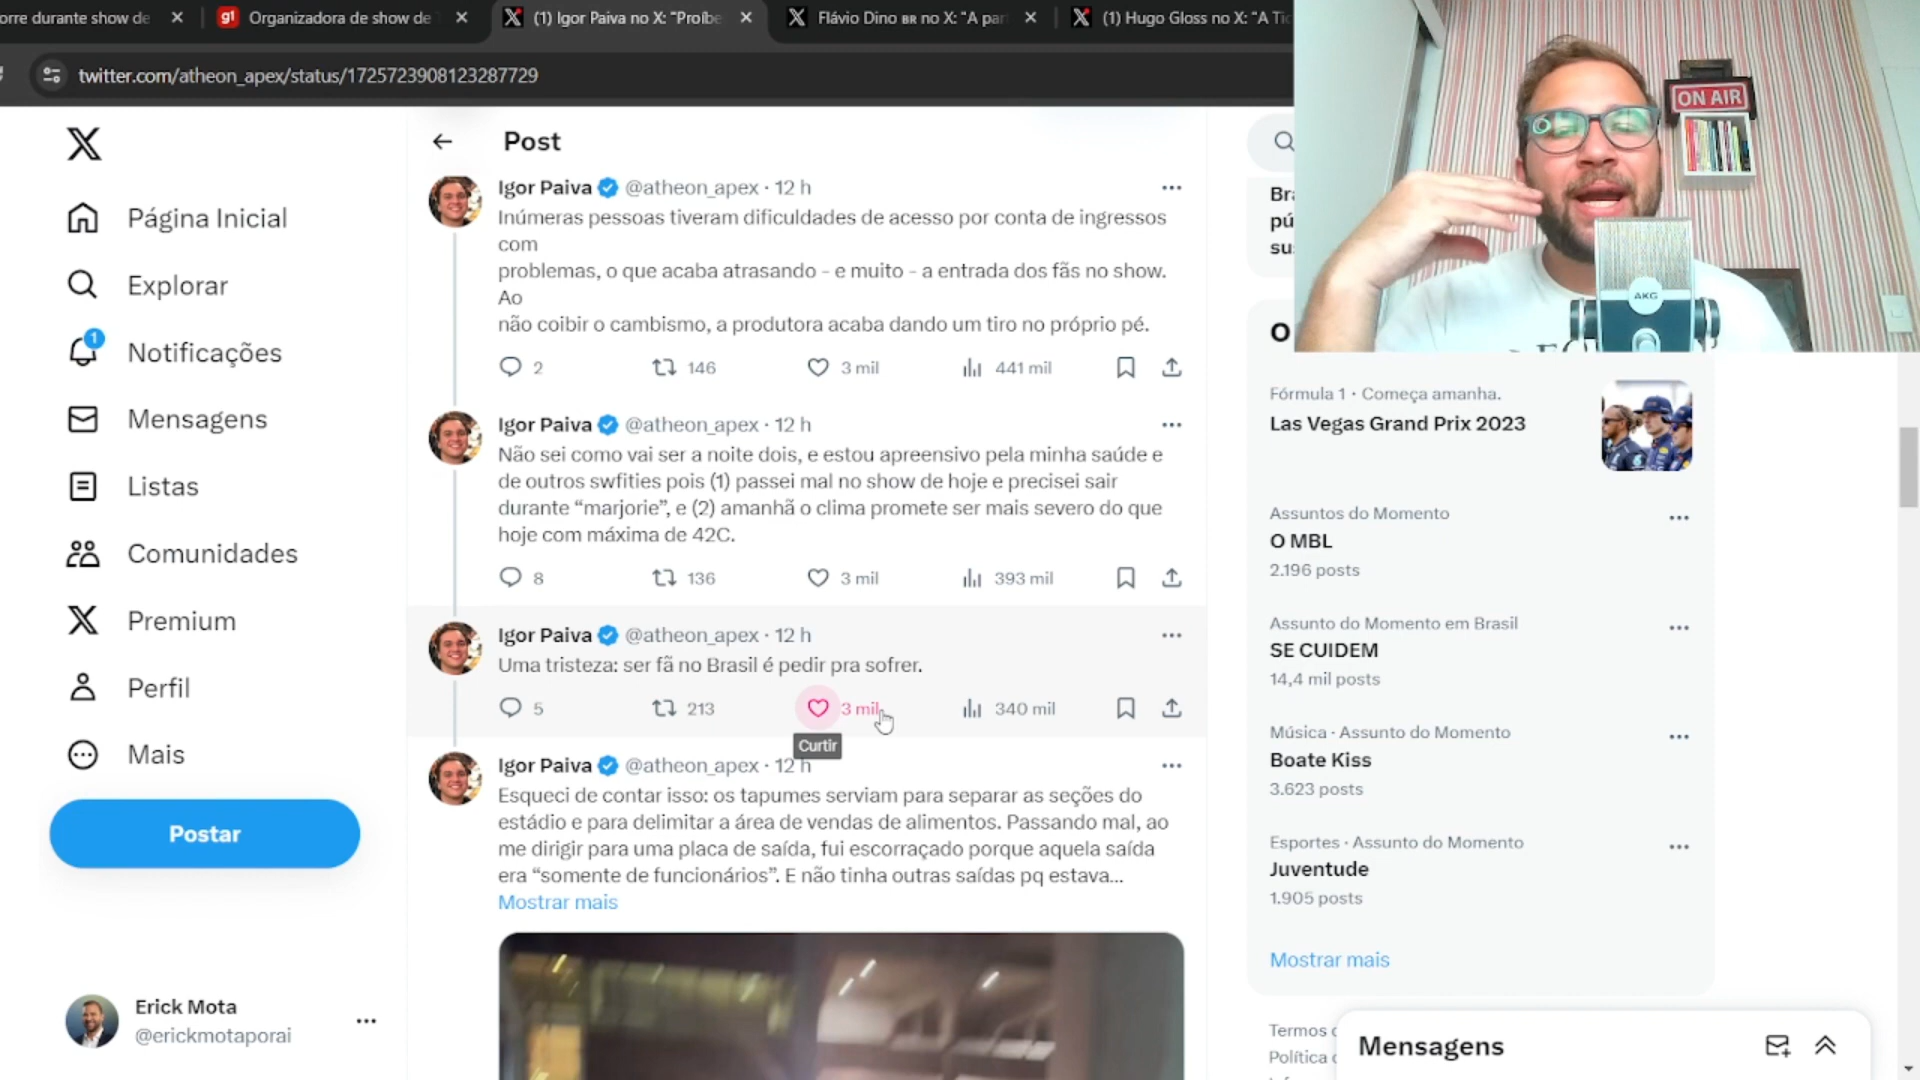 orre durante show de
g1 Organizadora de show de
(1) Igor Paiva no X: "Proíbe
Flávio Dino BR no X: "A par
(1) Hugo Gloss no X: "A Tic
twitter.com/atheon_apex/status/1725723908123287729
ON AIR
AKG
Página Inicial
Explorar
1
Notificações
Mensagens
Listas
Comunidades
Premium
Perfil
Mais
Postar
Erick Mota
@erickmotaporai
Post
Igor Paiva @atheon_apex · 12 h
Inúmeras pessoas tiveram dificuldades de acesso por conta de ingressos
com
problemas, o que acaba atrasando - e muito - a entrada dos fãs no show.
Ao
não coibir o cambismo, a produtora acaba dando um tiro no próprio pé.
2 146 3 mil 441 mil
Igor Paiva @atheon_apex · 12 h
Não sei como vai ser a noite dois, e estou apreensivo pela minha saúde e
de outros swfities pois (1) passei mal no show de hoje e precisei sair
durante “marjorie”, e (2) amanhã o clima promete ser mais severo do que
hoje com máxima de 42C.
8 136 3 mil 393 mil
Igor Paiva @atheon_apex · 12 h
Uma tristeza: ser fã no Brasil é pedir pra sofrer.
5 213 3 mil 340 mil
Curtir
Igor Paiva @atheon_apex · 12 h
Esqueci de contar isso: os tapumes serviam para separar as seções do
estádio e para delimitar a área de vendas de alimentos. Passando mal, ao
me dirigir para uma placa de saída, fui escorraçado porque aquela saída
era “somente de funcionários”. E não tinha outras saídas pq estava...
Mostrar mais
Bra
pú
su
O
Fórmula 1 · Começa amanha.
Las Vegas Grand Prix 2023
Assuntos do Momento
O MBL
2.196 posts
Assunto do Momento em Brasil
SE CUIDEM
14,4 mil posts
Música · Assunto do Momento
Boate Kiss
3.623 posts
Esportes · Assunto do Momento
Juventude
1.905 posts
Mostrar mais
Termos
Política
Mensagens